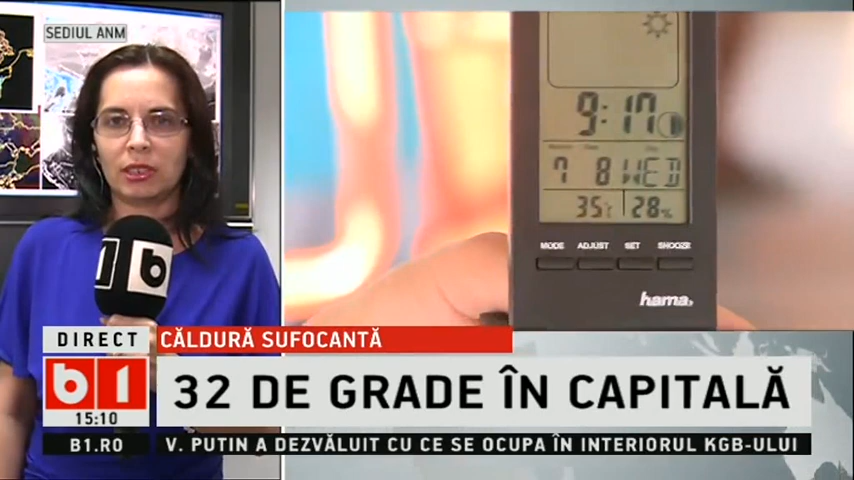 SEDIUL ANM
9:17
7 8 WED
35°c 28%
MODE ADJUST SET SNOOZE
hama
DIRECT
CĂLDURĂ SUFOCANTĂ
b1
b 1
15:10
32 DE GRADE ÎN CAPITALĂ
B1.RO
V. PUTIN A DEZVĂLUIT CU CE SE OCUPA ÎN INTERIORUL KGB-ULUI